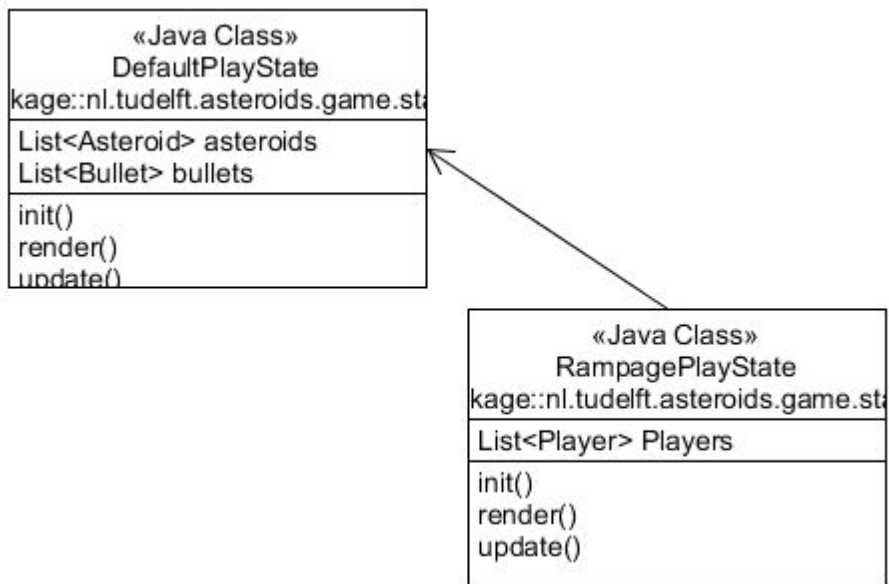 «Java Class»
DefaultPlayState
kage::nl.tudelft.asteroids.game.sta
List<Asteroid> asteroids
List<Bullet> bullets
init()
render()
update()
«Java Class»
RampagePlayState
kage::nl.tudelft.asteroids.game.sta
List<Player> Players
init()
render()
update()